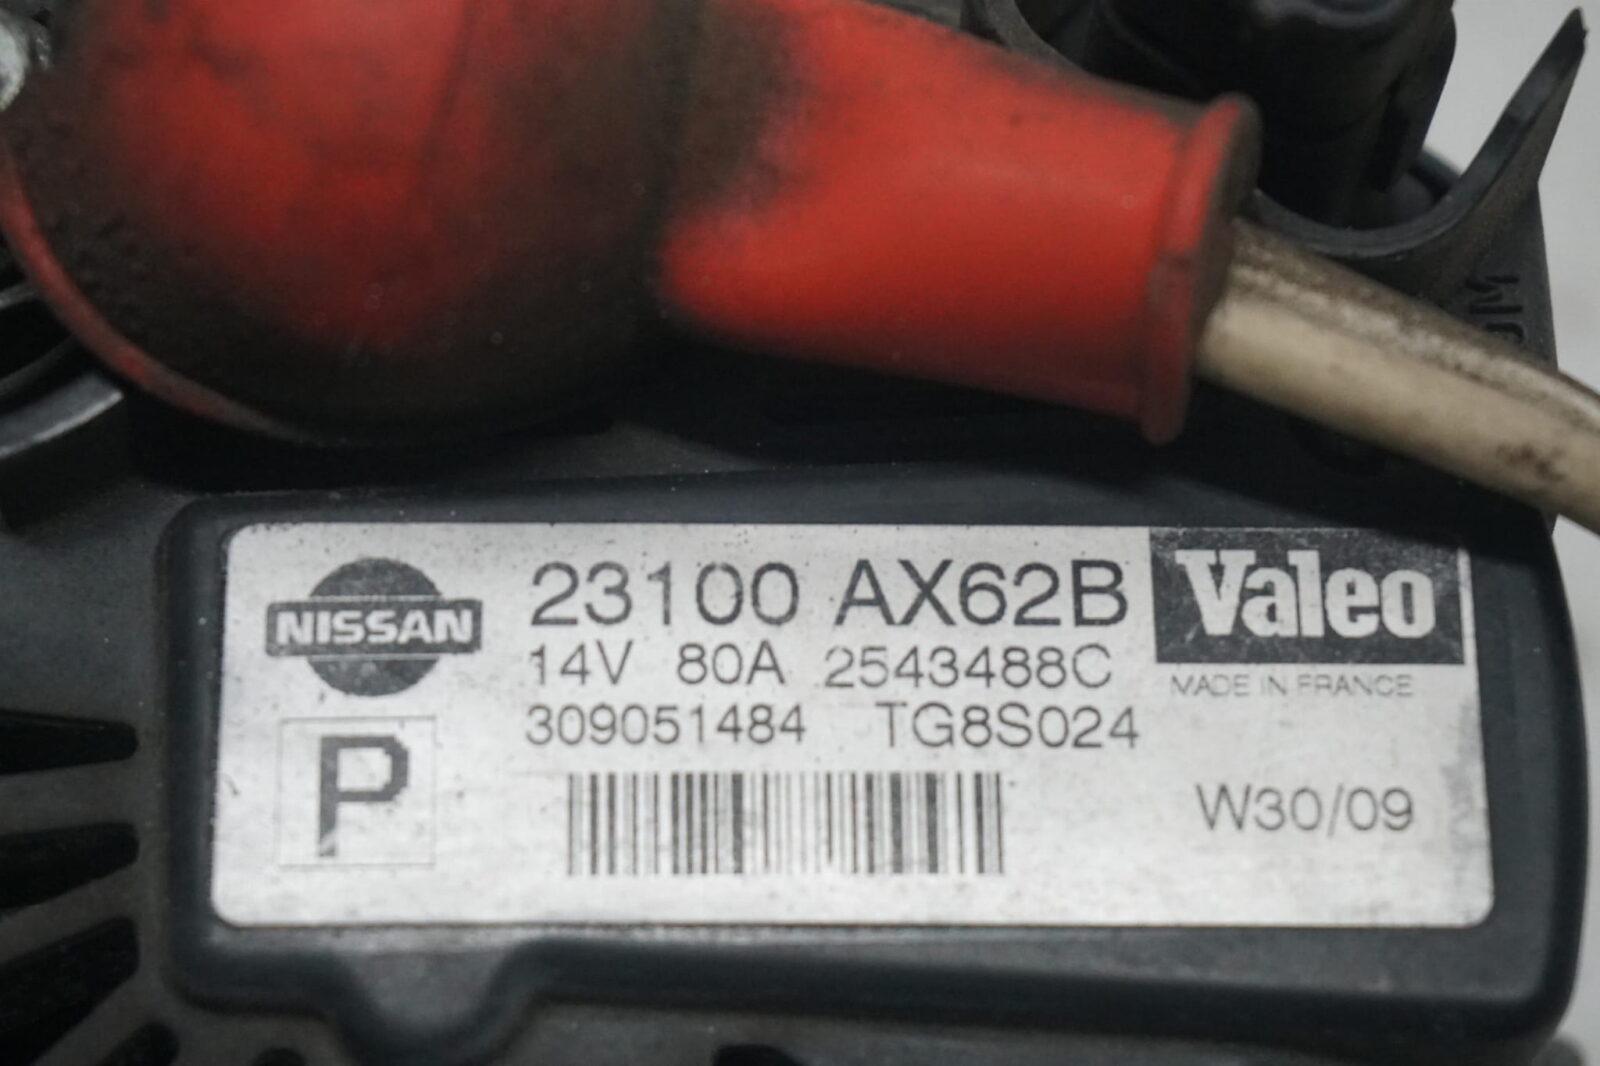 NISSAN
23100 AX62B
Valeo
14V 80A 2543488C
MADE IN FRANCE
309051484 TG8S024
P
W30/09